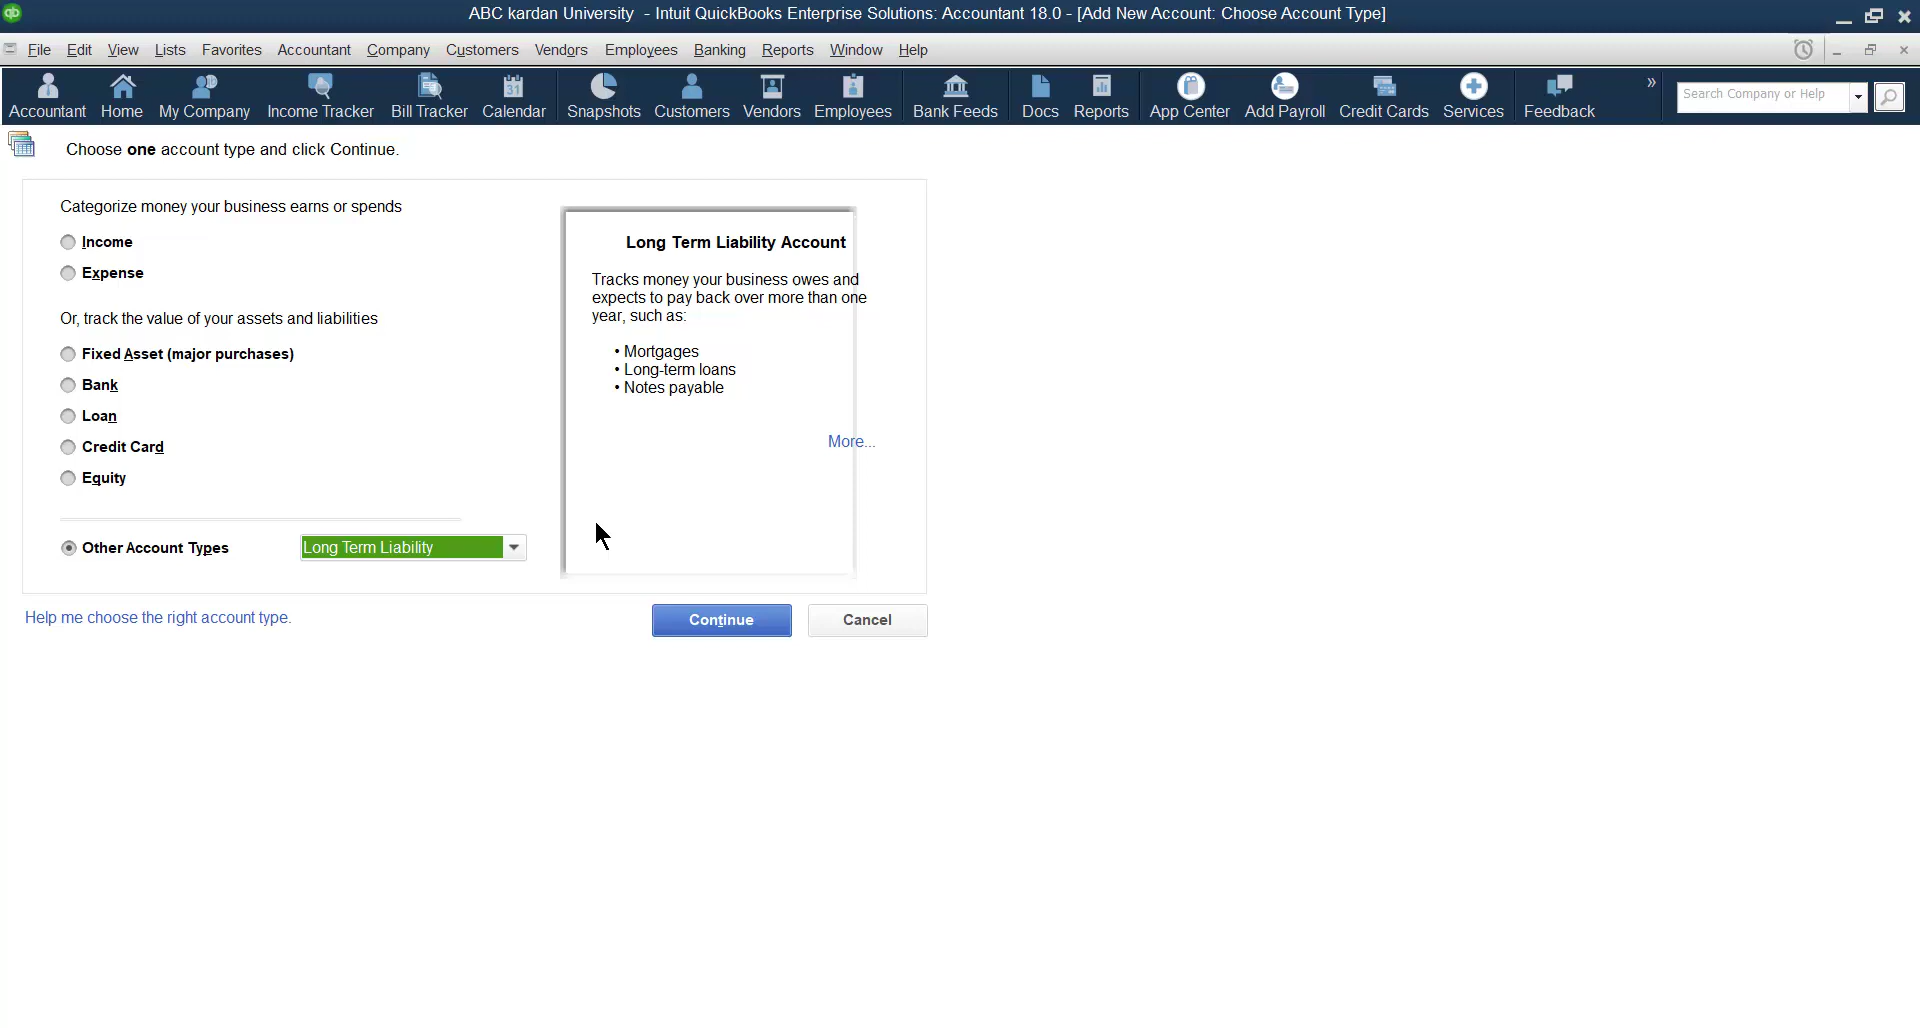 ABC kardan University - Intuit QuickBooks Enterprise Solutions: Accountant 18.0 - [Add New Account: Choose Account Type]
File Edit View Lists Favorites Accountant Company Customers Vendors Employees Banking Reports Window Help
Accountant Home My Company Income Tracker Bill Tracker Calendar Snapshots Customers Vendors Employees Bank Feeds Docs Reports App Center Add Payroll Credit Cards Services Feedback » Search Company or Help
Choose one account type and click Continue.
Categorize money your business earns or spends
Income
Expense
Or, track the value of your assets and liabilities
Fixed Asset (major purchases)
Bank
Loan
Credit Card
Equity
Other Account Types Long Term Liability
Long Term Liability Account
Tracks money your business owes and
expects to pay back over more than one
year, such as:
• Mortgages
• Long-term loans
• Notes payable
More...
Help me choose the right account type.
Continue Cancel